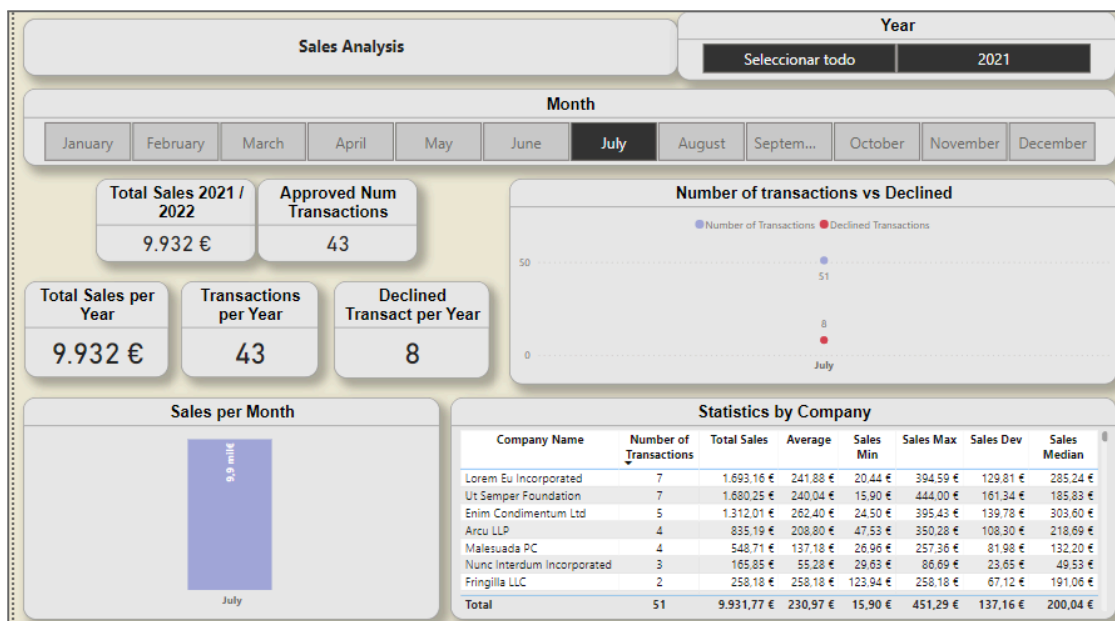 Sales Analysis
Year
Seleccionar todo 2021
Month
January February March April May June July August Septem... October November December
Total Sales 2021 /
2022
9.932 €
Approved Num
Transactions
43
Total Sales per
Year
9.932 €
Transactions
per Year
43
Declined
Transact per Year
8
Number of transactions vs Declined
Number of Transactions Declined Transactions
50
51
8
0
July
Sales per Month
9,9 mil€
July
Statistics by Company
Company Name Number of Transactions Total Sales Average Sales Min Sales Max Sales Dev Sales Median
Lorem Eu Incorporated 7 1.693,16 € 241,88 € 20,44 € 394,59 € 129,81 € 285,24 €
Ut Semper Foundation 7 1.680,25 € 240,04 € 15,90 € 444,00 € 161,34 € 185,83 €
Enim Condimentum Ltd 5 1.312,01 € 262,40 € 24,50 € 395,43 € 139,78 € 303,60 €
Arcu LLP 4 835,19 € 208,80 € 47,53 € 350,28 € 108,30 € 218,69 €
Malesuada PC 4 548,71 € 137,18 € 26,96 € 257,36 € 81,98 € 132,20 €
Nunc Interdum Incorporated 3 165,85 € 55,28 € 29,63 € 86,69 € 23,65 € 49,53 €
Fringilla LLC 2 258,18 € 258,18 € 123,94 € 258,18 € 67,12 € 191,06 €
Total 51 9.931,77 € 230,97 € 15,90 € 451,29 € 137,16 € 200,04 €